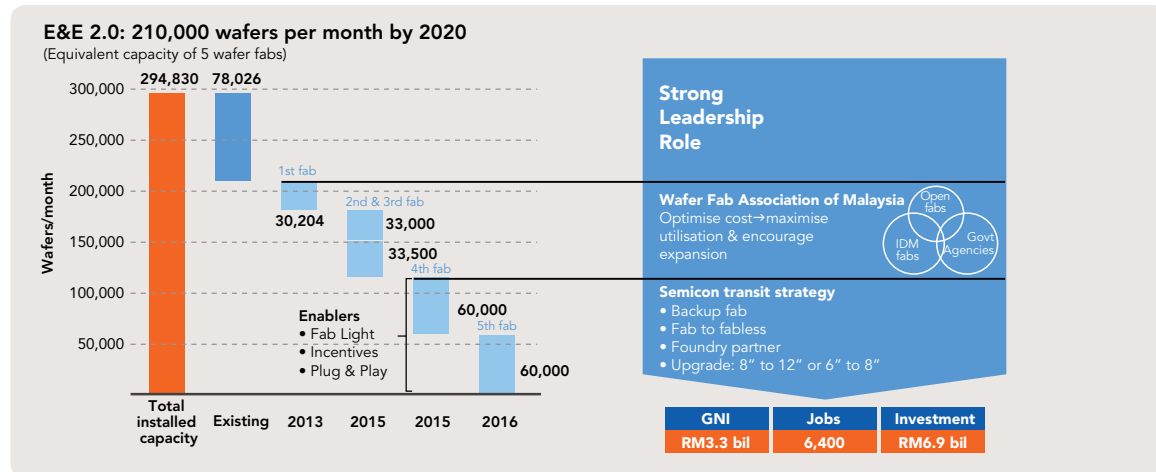 E&E 2.0: 210,000 wafers per month by 2020
(Equivalent capacity of 5 wafer fabs)
Wafers/month
300,000
250,000
200,000
150,000
100,000
50,000
294,830
78,026
1st fab
30,204
2nd & 3rd fab
33,000
33,500
4th fab
60,000
5th fab
60,000
Enablers
• Fab Light
• Incentives
• Plug & Play
Total
installed
capacity
Existing
2013
2015
2015
2016
Strong
Leadership
Role
Wafer Fab Association of Malaysia
Optimise cost→maximise
utilisation & encourage
expansion
Open
fabs
IDM
fabs
Govt
Agencies
Semicon transit strategy
• Backup fab
• Fab to fabless
• Foundry partner
• Upgrade: 8” to 12” or 6” to 8”
GNI
Jobs
Investment
RM3.3 bil
6,400
RM6.9 bil